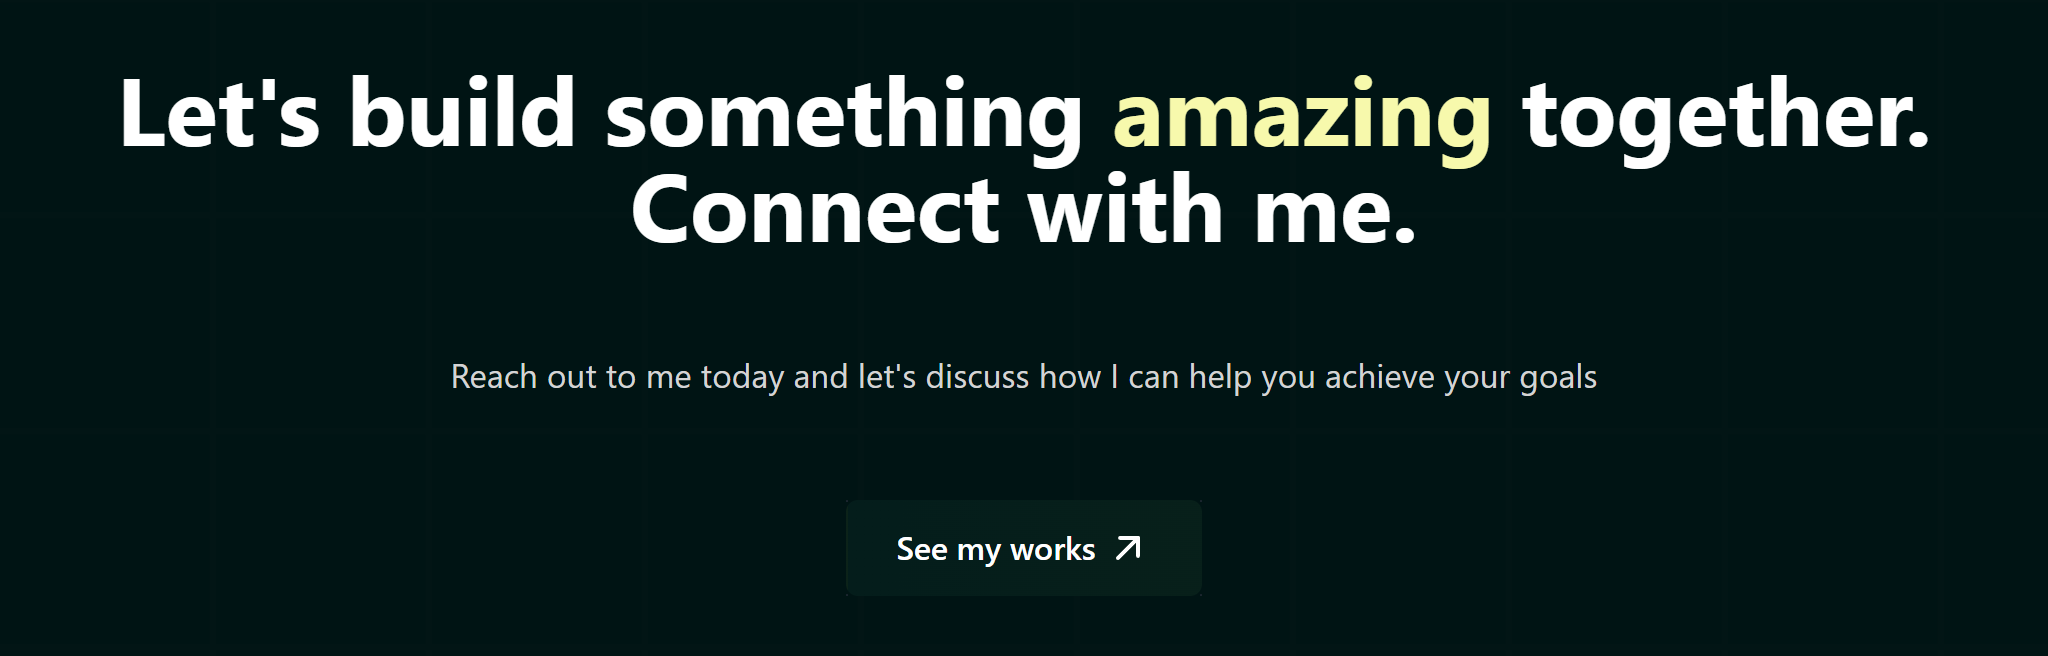 Let's build something amazing together.
Connect with me.
Reach out to me today and let's discuss how I can help you achieve your goals
See my works